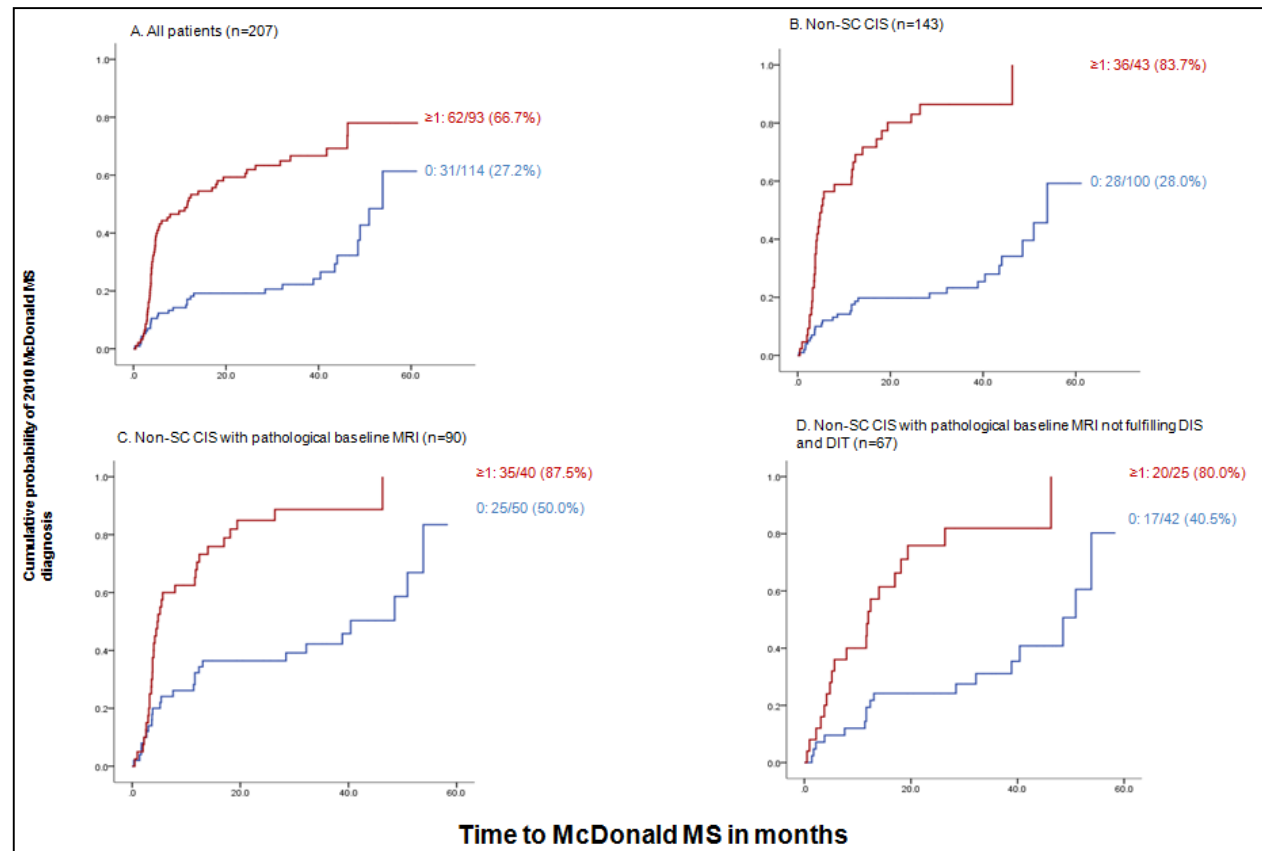 A. All patients (n=207)
1.0
0.8
0.6
0.4
0.2
0.0
.0
20.0
40.0
60.0
≥1: 62/93 (66.7%)
0: 31/114 (27.2%)
B. Non-SC CIS (n=143)
1.0
0.8
0.6
0.4
0.2
0.0
.0
20.0
40.0
60.0
≥1: 36/43 (83.7%)
0: 28/100 (28.0%)
Cumulative probability of 2010 McDonald MS
diagnosis
C. Non-SC CIS with pathological baseline MRI (n=90)
1.0
0.8
0.6
0.4
0.2
0.0
.0
20.0
40.0
60.0
≥1: 35/40 (87.5%)
0: 25/50 (50.0%)
D. Non-SC CIS with pathological baseline MRI not fulfilling DIS
and DIT (n=67)
1.0
0.8
0.6
0.4
0.2
0.0
.0
20.0
40.0
60.0
≥1: 20/25 (80.0%)
0: 17/42 (40.5%)
Time to McDonald MS in months